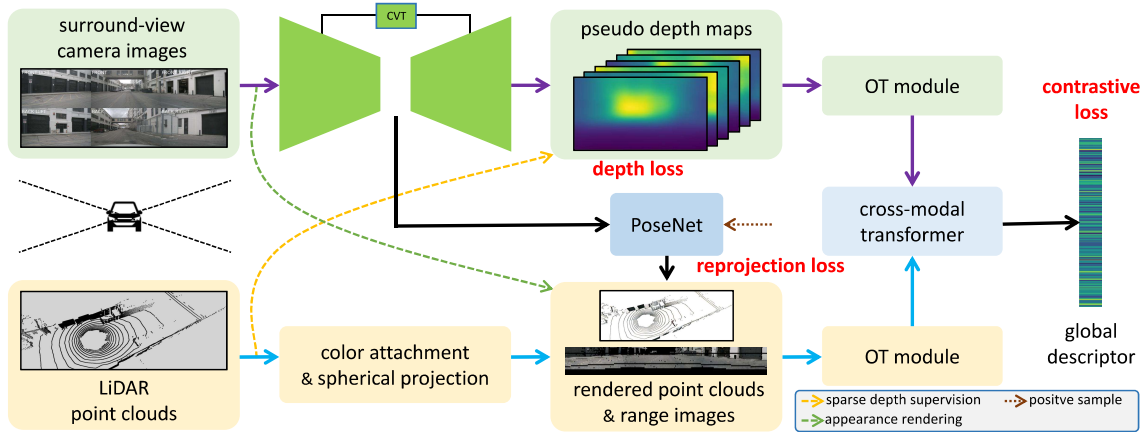 surround-view
camera images
CVT
pseudo depth maps
OT module
contrastive
loss
depth loss
PoseNet
cross-modal
transformer
reprojection loss
color attachment
& spherical projection
OT module
global
descriptor
LiDAR
point clouds
rendered point clouds
& range images
sparse depth supervision
positve sample
appearance rendering